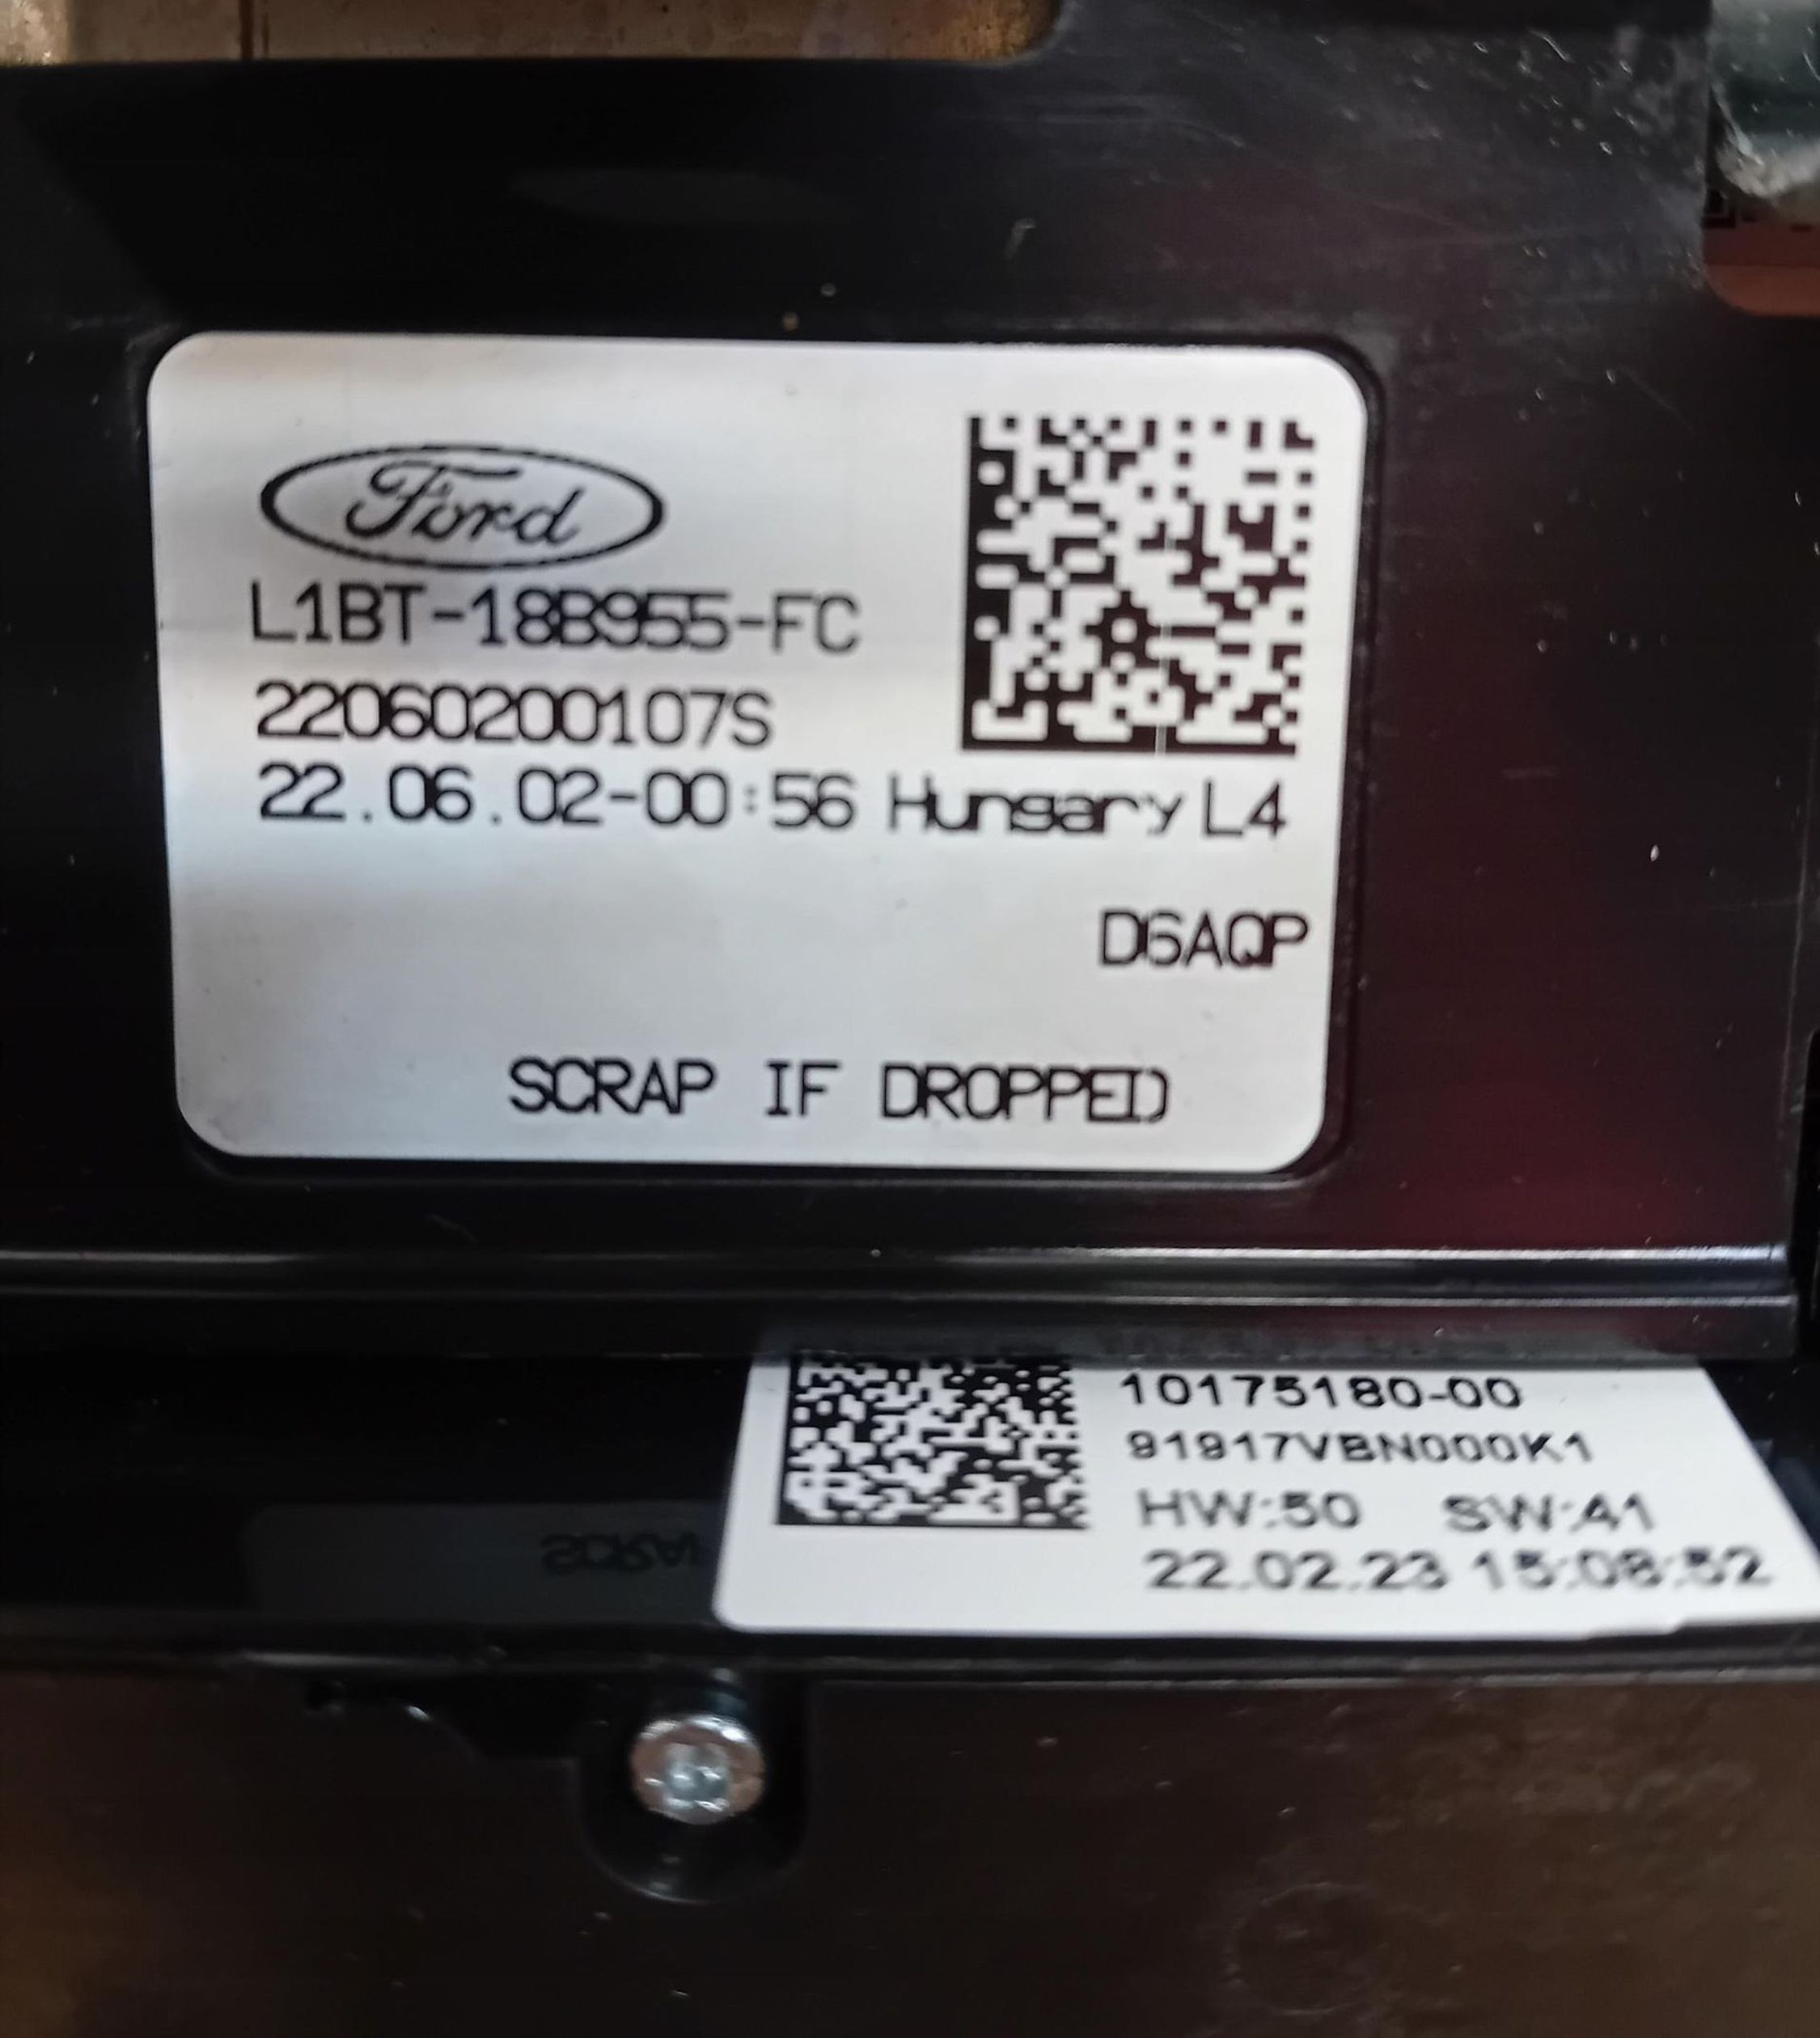 Ford
L1BT-18B955-FC
22060200107S
22.06.02-00:56 Hungary L4
D6AQP
SCRAP IF DROPPED
10175180-00
91917VBN000K1
HW:50 SW:41
22.02.23 15:08:52